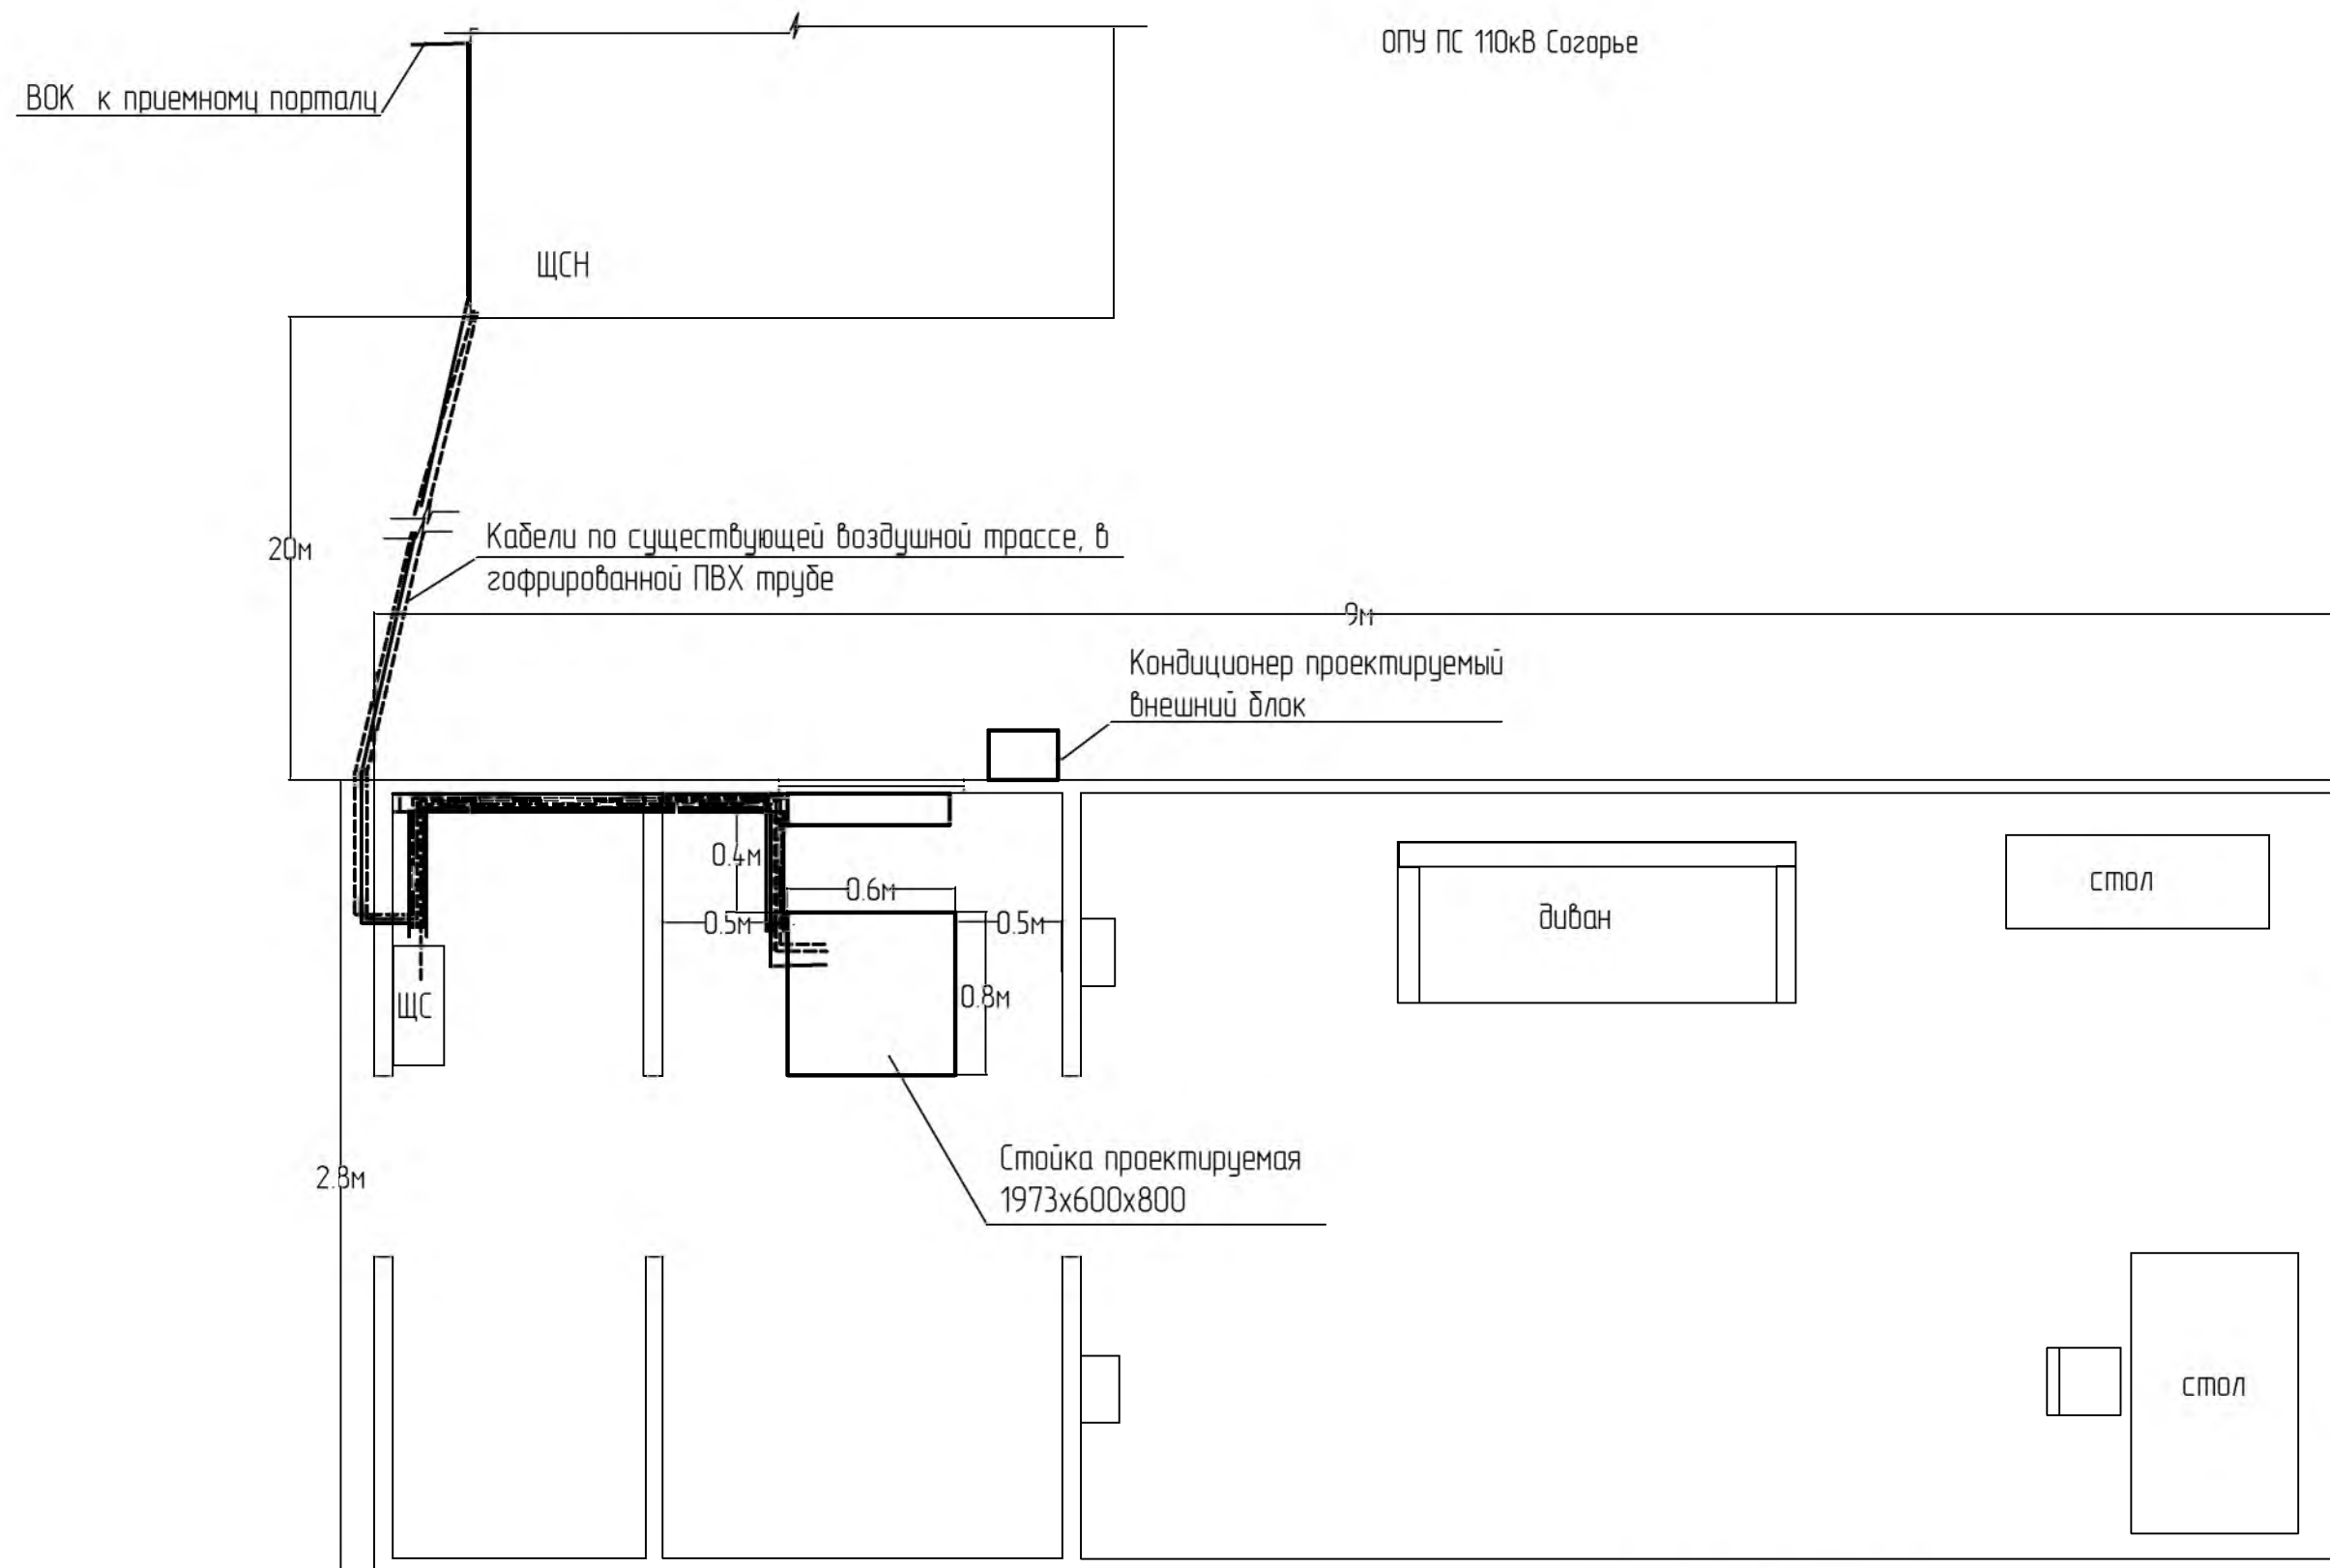 ОПУ ПС 110кВ Согорье
ВОК к приемному порталу
ЩСН
20м
Кабели по существующей воздушной трассе, в
гофрированной ПВХ трубе
9м
Кондиционер проектируемый
внешний блок
0.4м
0.6м
0.5м
0.5м
диван
стол
0.8м
ЩС
2.8м
Стойка проектируемая
1973х600х800
стол